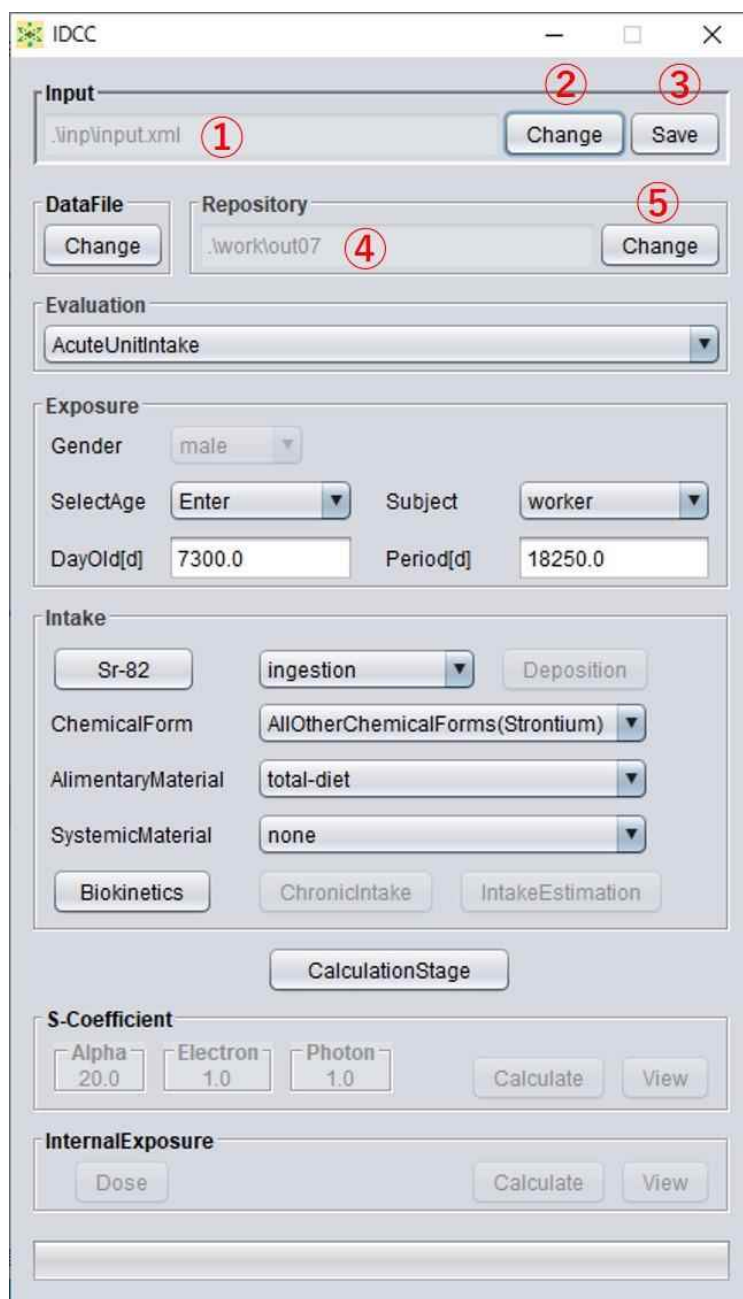 IDCC
Input
② ③
.\inp\input.xml ① Change Save
DataFile Repository ⑤
Change .\work\out07 ④ Change
Evaluation
AcuteUnitIntake
Exposure
Gender male
SelectAge Enter Subject worker
DayOld[d] 7300.0 Period[d] 18250.0
Intake
Sr-82 ingestion Deposition
ChemicalForm AllOtherChemicalForms(Strontium)
AlimentaryMaterial total-diet
SystemicMaterial none
Biokinetics ChronicIntake IntakeEstimation
CalculationStage
S-Coefficient
Alpha Electron Photon
20.0 1.0 1.0 Calculate View
InternalExposure
Dose Calculate View